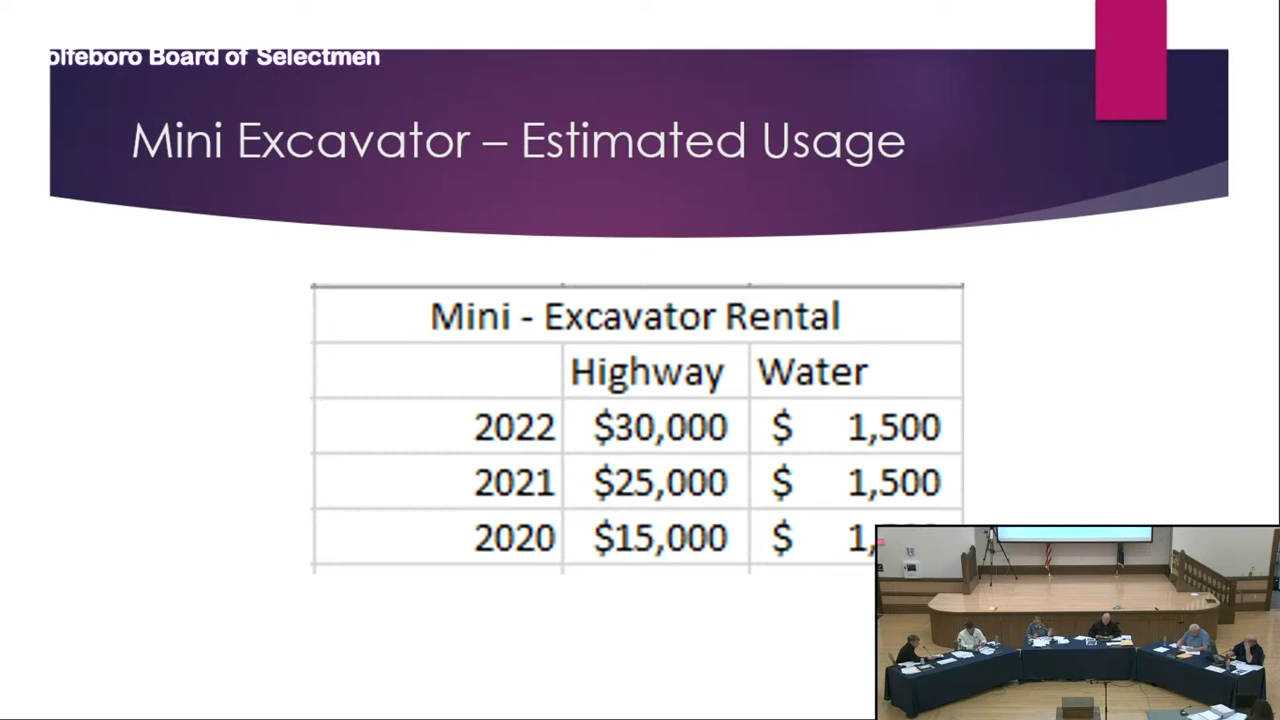 olfeboro Board of Selectmen
Mini Excavator – Estimated Usage
Mini - Excavator Rental
Highway Water
2022 $30,000 $ 1,500
2021 $25,000 $ 1,500
2020 $15,000 $